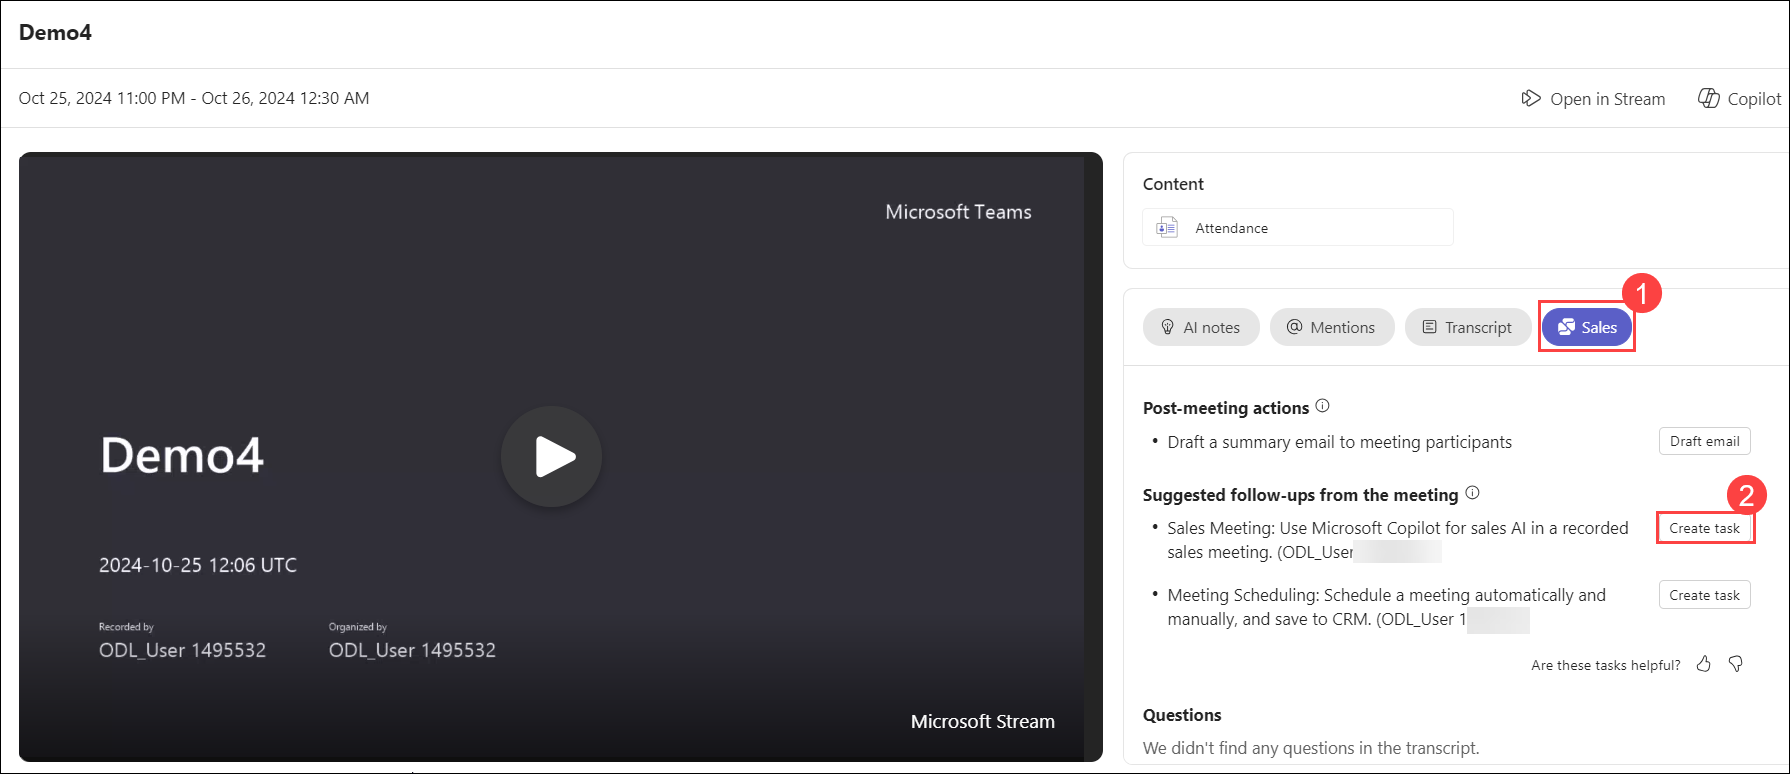 Demo4
Oct 25, 2024 11:00 PM - Oct 26, 2024 12:30 AM
Open in Stream
Copilot
Microsoft Teams
Demo4
2024-10-25 12:06 UTC
Recorded by
Organized by
ODL_User 1495532
ODL_User 1495532
Microsoft Stream
Content
Attendance
1
AI notes
Mentions
Transcript
Sales
Post-meeting actions
• Draft a summary email to meeting participants
Draft email
Suggested follow-ups from the meeting
2
• Sales Meeting: Use Microsoft Copilot for sales AI in a recorded
sales meeting. (ODL_User
Create task
• Meeting Scheduling: Schedule a meeting automatically and
manually, and save to CRM. (ODL_User 1
Create task
Are these tasks helpful?
Questions
We didn't find any questions in the transcript.